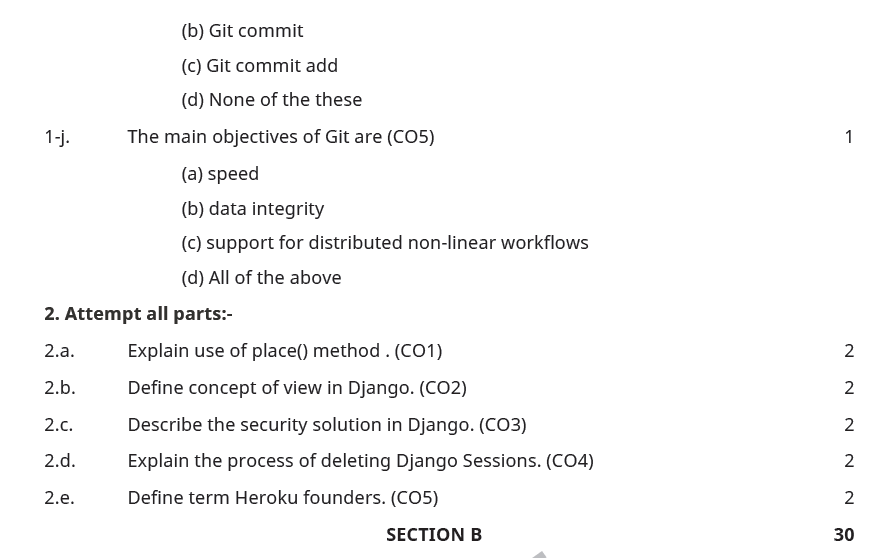 (b) Git commit
(c) Git commit add
(d) None of the these
1-j. The main objectives of Git are (CO5) 1
(a) speed
(b) data integrity
(c) support for distributed non-linear workflows
(d) All of the above
2. Attempt all parts:-
2.a. Explain use of place() method . (CO1) 2
2.b. Define concept of view in Django. (CO2) 2
2.c. Describe the security solution in Django. (CO3) 2
2.d. Explain the process of deleting Django Sessions. (CO4) 2
2.e. Define term Heroku founders. (CO5) 2
SECTION B 30